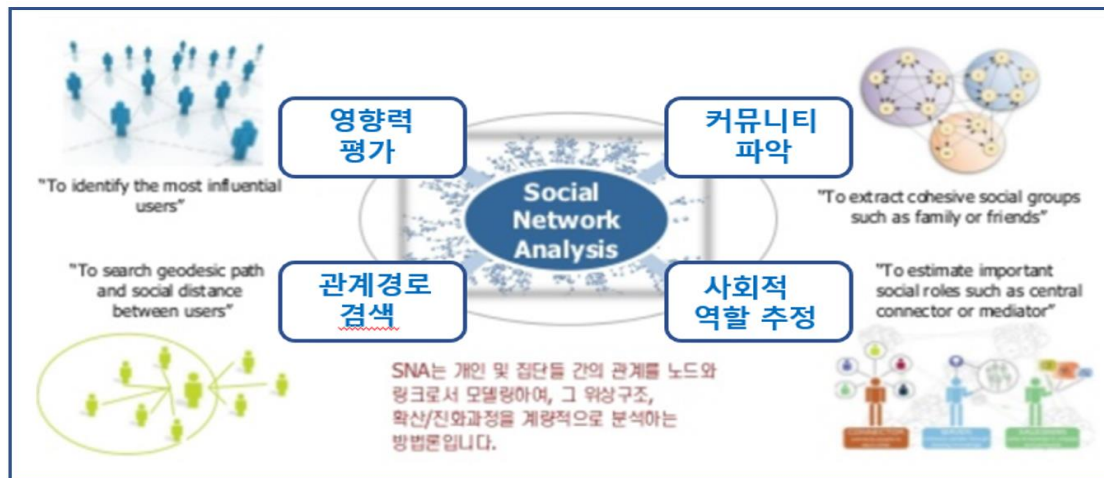 영향력
평가
"To identify the most influential
users"
커뮤니티
파악
"To extract cohesive social groups
such as family or friends"
Social
Network
Analysis
"To search geodesic path
and social distance
between users"
관계경로
겸색
사회적
역할 추정
"To estimate important
social roles such as central
connector or mediator"
SNA는 개인 및 집단들 간의 관계를 노드와
링크로서 모델링하여, 그 위상구조,
확산/진화과정을 계량적으로 분석하는
방법론입니다.
CONNECTOR